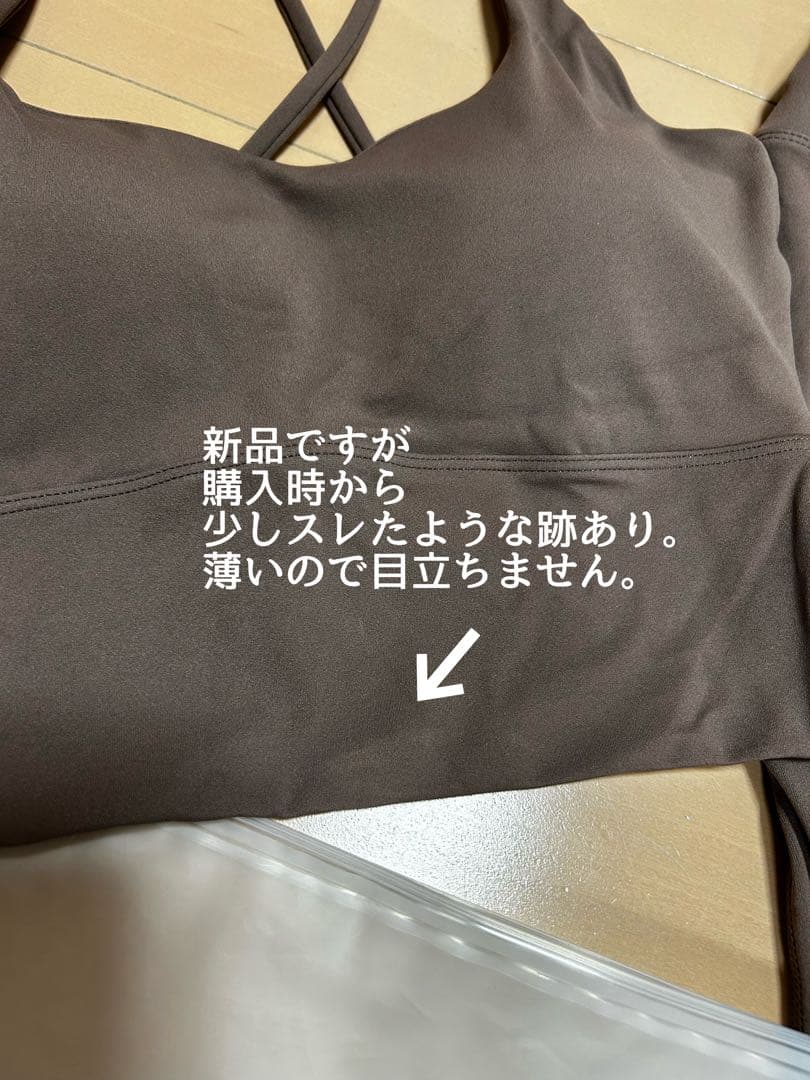 新品ですが
購入時から
少しスレたような跡あり。
薄いので目立ちません。